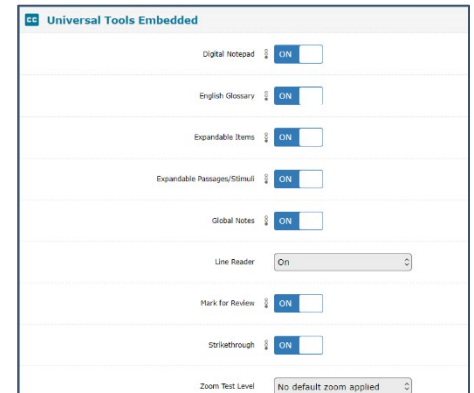 CC Universal Tools Embedded
Digital Notepad ON
English Glossary ON
Expandable Items ON
Expandable Passages/Stimuli ON
Global Notes ON
Line Reader On
Mark for Review ON
Strikethrough ON
Zoom Test Level No default zoom applied